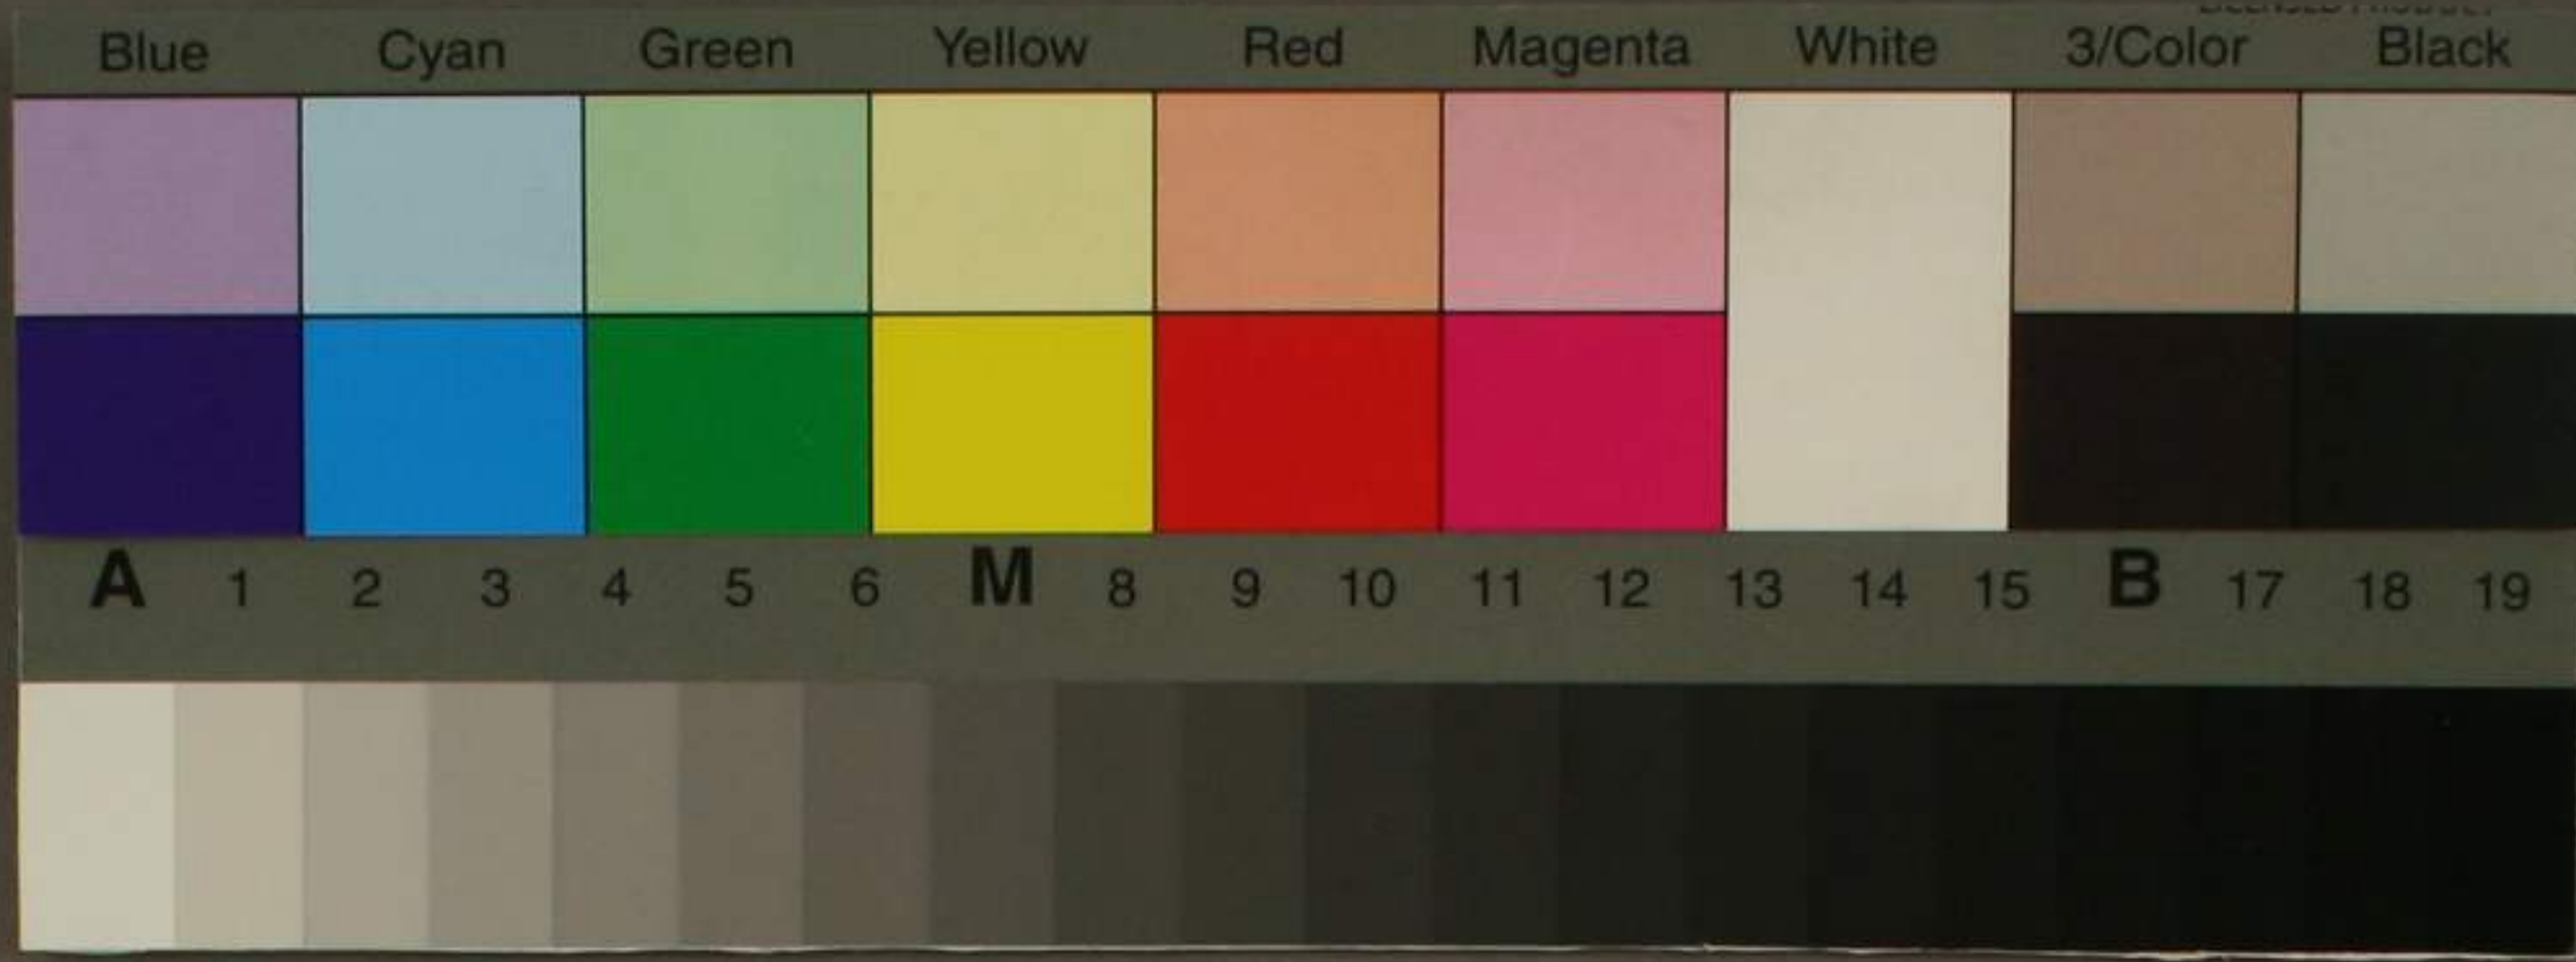 Blue Cyan Green Yellow Red Magenta White 3/Color Black
A 1 2 3 4 5 6 M 8 9 10 11 12 13 14 15 B 17 18 19